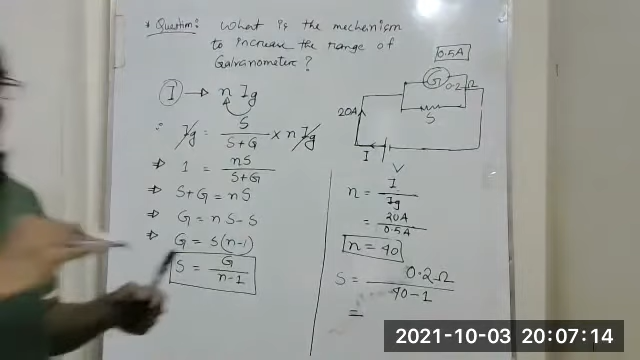 * Question: What is the mechanism
to increase the range of
Galvanometer?
I → n Ig
∴ Ig = S / S+G × n Ig
⇒ 1 = nS / S+G
⇒ S+G = nS
⇒ G = nS - S
⇒ G = S(n-1)
S = G / n-1
0.5A
G
0.2 Ω
S
20A
I
V
n = I / Ig
= 20A / 0.5A
n = 40
S = 0.2Ω / 40-1
=
2021-10-03 20:07:14